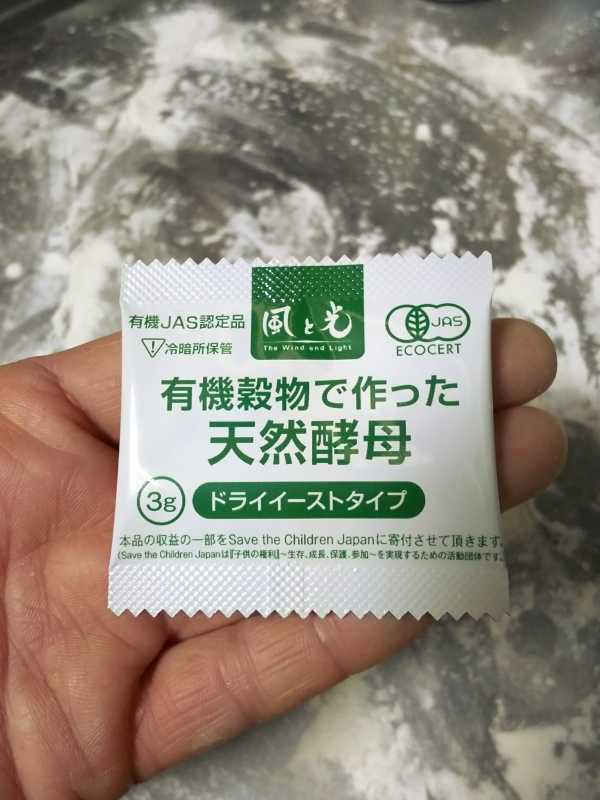 風と光
The Wind and Light
有機JAS認定品
冷暗所保管
JAS
ECOCERT
有機穀物で作った
天然酵母
3g
ドライイーストタイプ
本品の収益の一部をSave the Children Japanに寄付させて頂きます。
(Save the Children Japanは『子供の権利』~生存、成長、保護、参加~を実現するための活動団体です。)